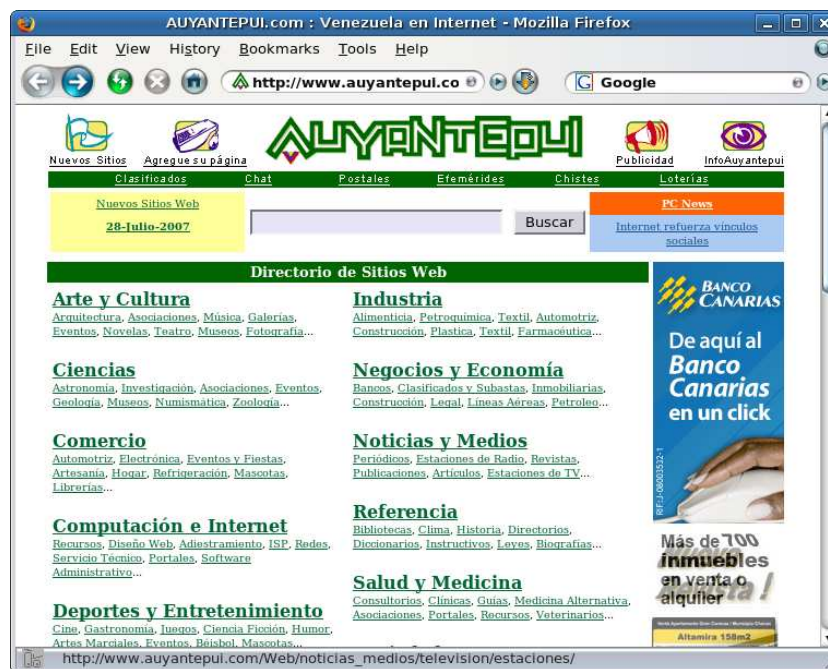 AUYANTEPUI.com : Venezuela en Internet - Mozilla Firefox
File Edit View History Bookmarks Tools Help
http://www.auyantepui.co
G Google
Nuevos Sitios
Agregue su página
AUYANTEPUI
Publicidad
InfoAuyantepui
Clasificados Chat Postales Efemérides Chistes Loterías
Nuevos Sitios Web
28-Julio-2007
Buscar
PC News
Internet refuerza vínculos
sociales
Directorio de Sitios Web
Arte y Cultura
Arquitectura, Asociaciones, Música, Galerías,
Eventos, Novelas, Teatro, Museos, Fotografía...
Ciencias
Astronomía, Investigación, Asociaciones, Eventos,
Geología, Museos, Numismática, Zoología...
Comercio
Automotriz, Electrónica, Eventos y Fiestas,
Artesanía, Hogar, Refrigeración, Mascotas,
Librerías...
Computación e Internet
Recursos, Diseño Web, Adiestramiento, ISP, Redes,
Servicio Técnico, Portales, Software
Administrativo...
Deportes y Entretenimiento
Cine, Gastronomía, Juegos, Ciencia Ficción, Humor,
Artes Marciales, Eventos, Béisbol, Mascotas...
Industria
Alimenticia, Petroquímica, Textil, Automotriz,
Construcción, Plastica, Textil, Farmacéutica...
Negocios y Economía
Bancos, Clasificados y Subastas, Inmobiliarias,
Construcción, Legal, Líneas Aéreas, Petroleo...
Noticias y Medios
Periódicos, Estaciones de Radio, Revistas,
Publicaciones, Artículos, Estaciones de TV...
Referencia
Bibliotecas, Clima, Historia, Directorios,
Diccionarios, Instructivos, Leyes, Biografías...
Salud y Medicina
Consultorios, Clínicas, Guías, Medicina Alternativa,
Asociaciones, Portales, Recursos, Veterinarios...
BANCO
CANARIAS
De aquí al
Banco
Canarias
en un click
RIF:J-08003532-1
Más de 700
inmuebles
en venta o
alquiler
Altamira 158m2
http://www.auyantepui.com/Web/noticias_medios/television/estaciones/